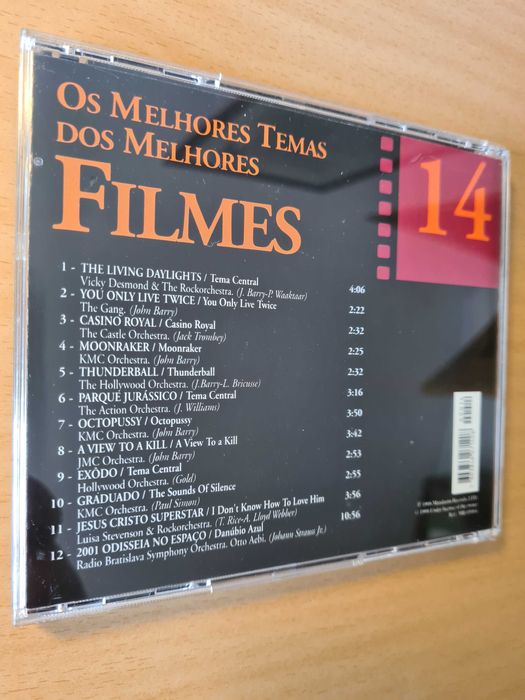 OS MELHORES TEMAS
DOS MELHORES
FILMES
14
1 - THE LIVING DAYLIGHTS / Tema Central
Vicky Desmond & The Rockorchestra. (J. Barry-P. Waaktaar) 4:06
2 - YOU ONLY LIVE TWICE / You Only Live Twice
The Gang. (John Barry) 2:22
3 - CASINO ROYAL / Casino Royal
The Castle Orchestra. (Jack Trombey) 2:32
4 - MOONRAKER / Moonraker
KMC Orchestra. (John Barry) 2:25
5 - THUNDERBALL / Thunderball
The Hollywood Orchestra. (J.Barry-L. Bricusse) 2:32
6 - PARQUE JURÁSSICO / Tema Central
The Action Orchestra. (J. Williams) 3:16
7 - OCTOPUSSY / Octopussy
KMC Orchestra. (John Barry) 3:50
8 - A VIEW TO A KILL / A View To a Kill
JMC Orchestra. (John Barry) 3:42
9 - EXÔDO / Tema Central
Hollywood Orchestra. (Gold) 2:53
10 - GRADUADO / The Sounds Of Silence
KMC Orchestra. (Paul Simon) 2:55
11 - JESUS CRISTO SUPERSTAR / I Don't Know How To Love Him
Luisa Stevenson & Rockorchestra. (T. Rice-A. Lloyd Webber) 3:56
12 - 2001 ODISSEIA NO ESPAÇO / Danúbio Azul
Radio Bratislava Symphony Orchestra. Otto Aebi. (Johann Strauss Jr.) 10:56